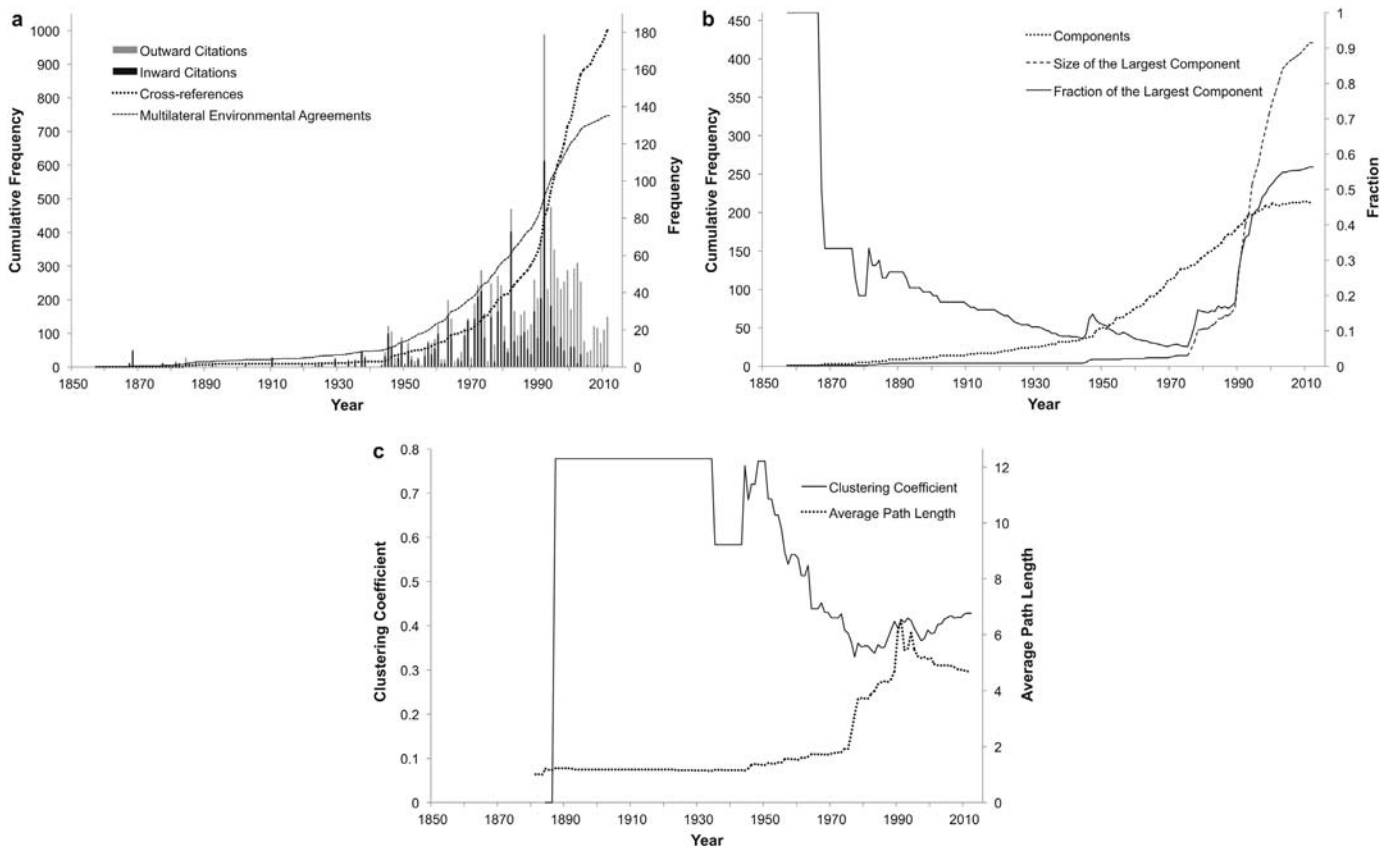 a
Outward Citations
Inward Citations
Cross-references
Multilateral Environmental Agreements
Cumulative Frequency
1000
900
800
700
600
500
400
300
200
100
0
180
160
140
120
100
80
60
40
20
0
Frequency
1850 1870 1890 1910 1930 1950 1970 1990 2010
Year
b
Components
Size of the Largest Component
Fraction of the Largest Component
Cumulative Frequency
450
400
350
300
250
200
150
100
50
0
1
0.9
0.8
0.7
0.6
0.5
0.4
0.3
0.2
0.1
0
Fraction
1850 1870 1890 1910 1930 1950 1970 1990 2010
Year
c
Clustering Coefficient
Average Path Length
Clustering Coefficient
0.8
0.7
0.6
0.5
0.4
0.3
0.2
0.1
0
12
10
8
6
4
2
0
Average Path Length
1850 1870 1890 1910 1930 1950 1970 1990 2010
Year